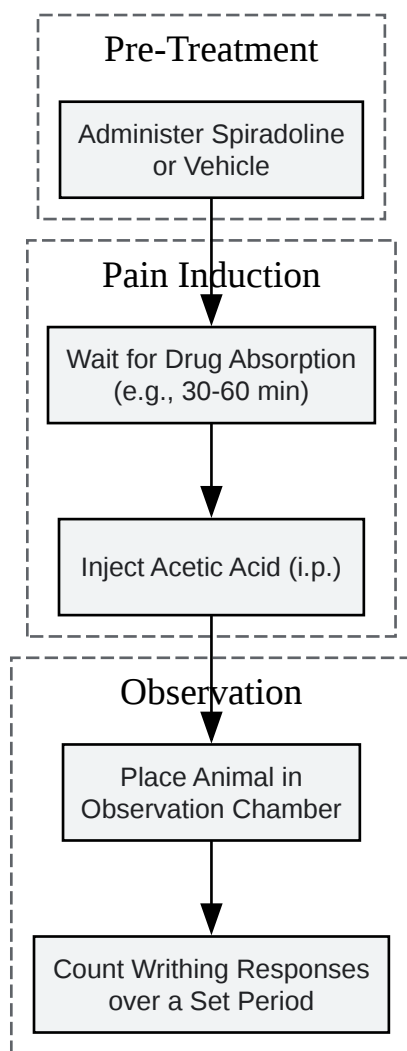 Pre-Treatment
Administer Spiradoline
or Vehicle
Pain Induction
Wait for Drug Absorption
(e.g., 30-60 min)
Inject Acetic Acid (i.p.)
Observation
Place Animal in
Observation Chamber
Count Writhing Responses
over a Set Period